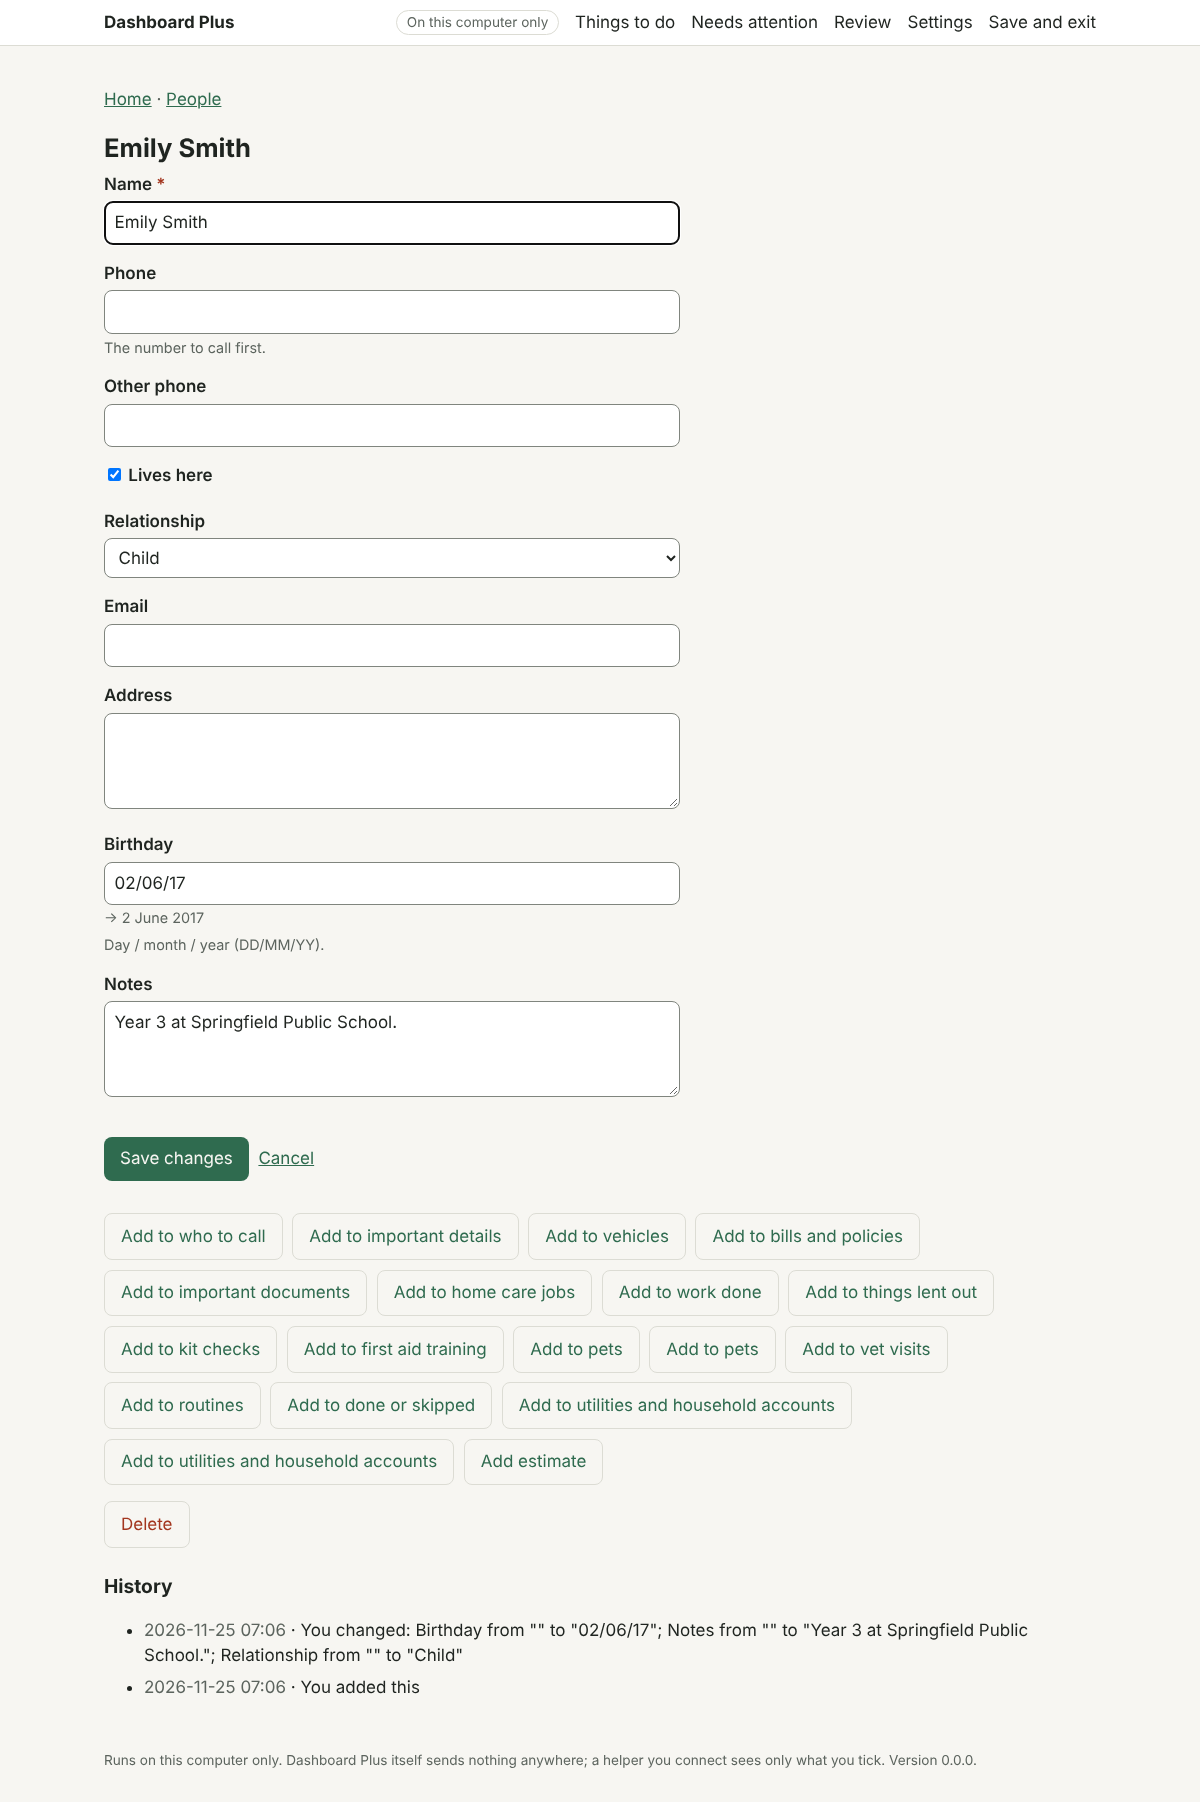 Dashboard Plus
On this computer only
Things to do
Needs attention
Review
Settings
Save and exit
Home · People
Emily Smith
Name *
Emily Smith
Phone
The number to call first.
Other phone
Lives here
Relationship
Child
Email
Address
Birthday
02/06/17
→ 2 June 2017
Day / month / year (DD/MM/YY).
Notes
Year 3 at Springfield Public School.
Save changes
Cancel
Add to who to call
Add to important details
Add to vehicles
Add to bills and policies
Add to important documents
Add to home care jobs
Add to work done
Add to things lent out
Add to kit checks
Add to first aid training
Add to pets
Add to pets
Add to vet visits
Add to routines
Add to done or skipped
Add to utilities and household accounts
Add to utilities and household accounts
Add estimate
Delete
History
• 2026-11-25 07:06 · You changed: Birthday from "" to "02/06/17"; Notes from "" to "Year 3 at Springfield Public
School."; Relationship from "" to "Child"
• 2026-11-25 07:06 · You added this
Runs on this computer only. Dashboard Plus itself sends nothing anywhere; a helper you connect sees only what you tick. Version 0.0.0.